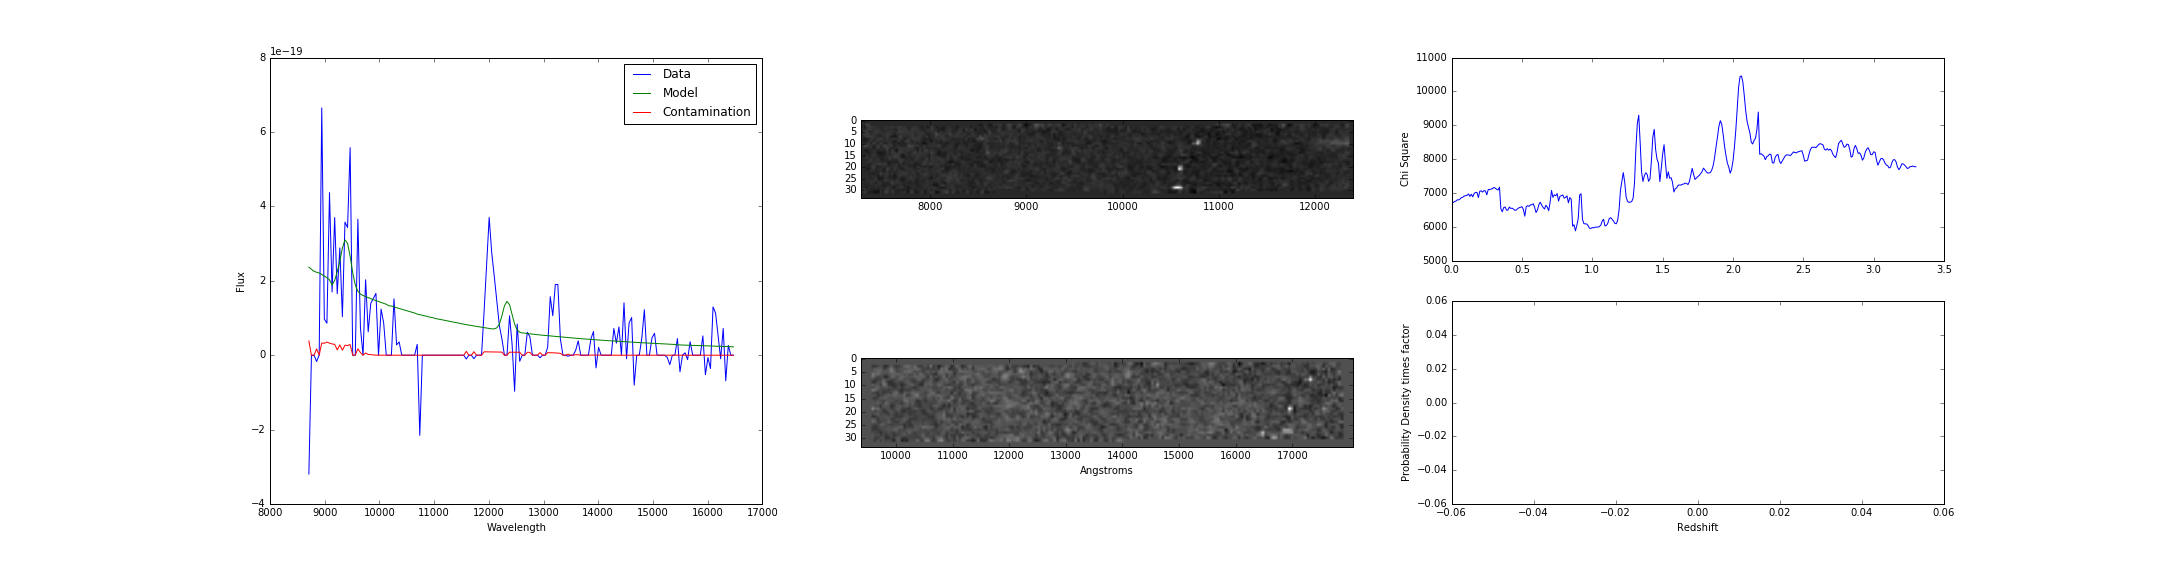 1e−19
8
6
4
2
0
−2
−4
Flux
8000 9000 10000 11000 12000 13000 14000 15000 16000 17000
Wavelength
Data
Model
Contamination
0
5
10
15
20
25
30
8000 9000 10000 11000 12000
0
5
10
15
20
25
30
10000 11000 12000 13000 14000 15000 16000 17000
Angstroms
11000
10000
9000
8000
7000
6000
5000
Chi Square
0.0 0.5 1.0 1.5 2.0 2.5 3.0 3.5
0.06
0.04
0.02
0.00
−0.02
−0.04
−0.06
Probability Density times factor
−0.06 −0.04 −0.02 0.00 0.02 0.04 0.06
Redshift